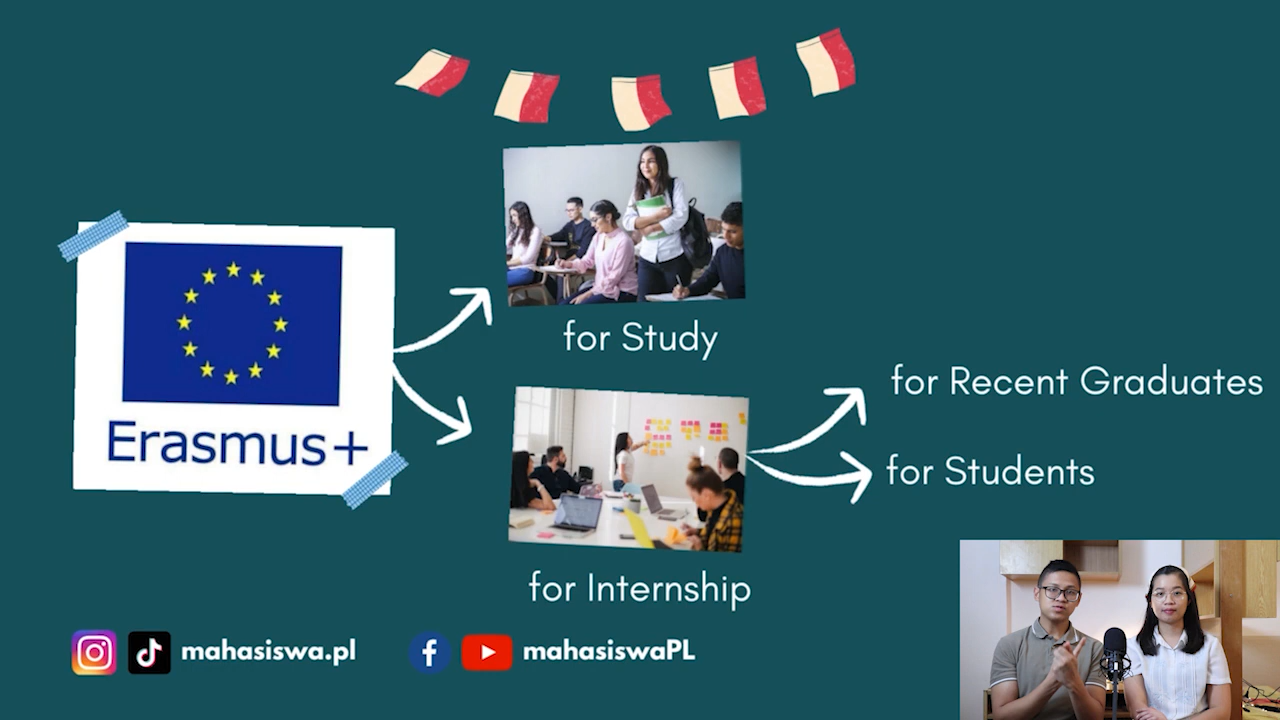 for Study
for Recent Graduates
Erasmus+
for Students
for Internship
mahasiswa.pl
mahasiswaPL